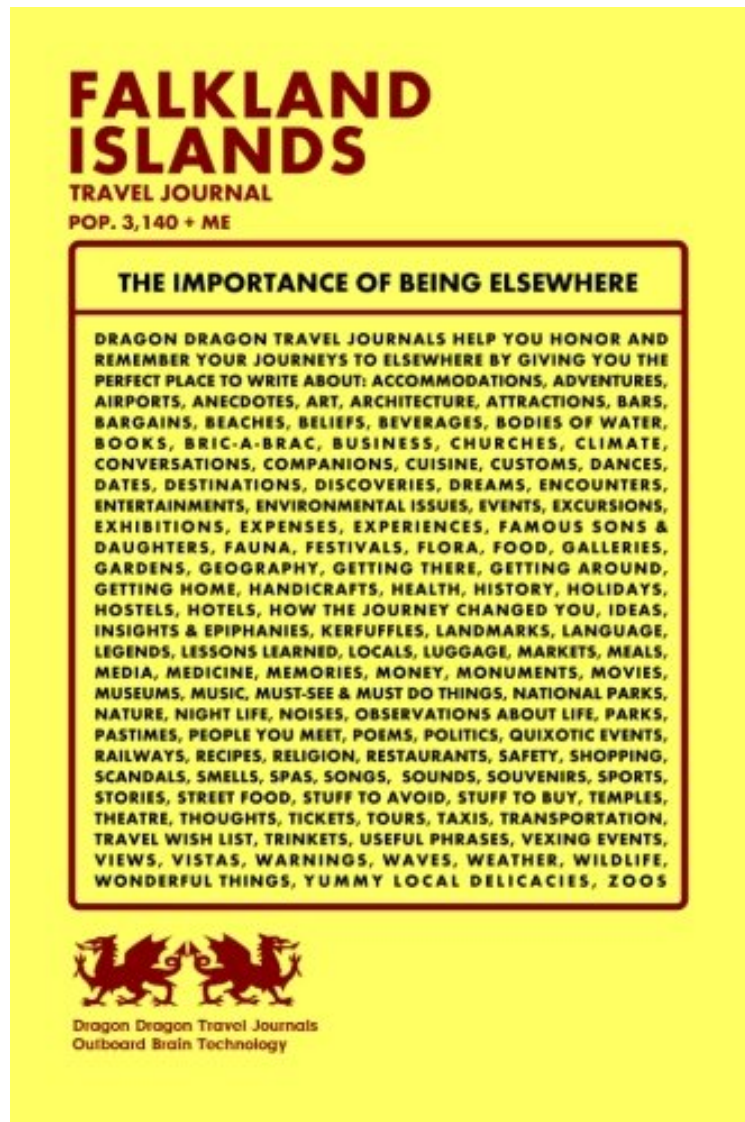 FALKLAND
ISLANDS
TRAVEL JOURNAL
POP. 3,140 + ME
THE IMPORTANCE OF BEING ELSEWHERE
DRAGON DRAGON TRAVEL JOURNALS HELP YOU HONOR AND
REMEMBER YOUR JOURNEYS TO ELSEWHERE BY GIVING YOU THE
PERFECT PLACE TO WRITE ABOUT: ACCOMMODATIONS, ADVENTURES,
AIRPORTS, ANECDOTES, ART, ARCHITECTURE, ATTRACTIONS, BARS,
BARGAINS, BEACHES, BELIEFS, BEVERAGES, BODIES OF WATER,
BOOKS, BRIC-A-BRAC, BUSINESS, CHURCHES, CLIMATE,
CONVERSATIONS, COMPANIONS, CUISINE, CUSTOMS, DANCES,
DATES, DESTINATIONS, DISCOVERIES, DREAMS, ENCOUNTERS,
ENTERTAINMENTS, ENVIRONMENTAL ISSUES, EVENTS, EXCURSIONS,
EXHIBITIONS, EXPENSES, EXPERIENCES, FAMOUS SONS &
DAUGHTERS, FAUNA, FESTIVALS, FLORA, FOOD, GALLERIES,
GARDENS, GEOGRAPHY, GETTING THERE, GETTING AROUND,
GETTING HOME, HANDICRAFTS, HEALTH, HISTORY, HOLIDAYS,
HOSTELS, HOTELS, HOW THE JOURNEY CHANGED YOU, IDEAS,
INSIGHTS & EPIPHANIES, KERFUFFLES, LANDMARKS, LANGUAGE,
LEGENDS, LESSONS LEARNED, LOCALS, LUGGAGE, MARKETS, MEALS,
MEDIA, MEDICINE, MEMORIES, MONEY, MONUMENTS, MOVIES,
MUSEUMS, MUSIC, MUST-SEE & MUST DO THINGS, NATIONAL PARKS,
NATURE, NIGHT LIFE, NOISES, OBSERVATIONS ABOUT LIFE, PARKS,
PASTIMES, PEOPLE YOU MEET, POEMS, POLITICS, QUIXOTIC EVENTS,
RAILWAYS, RECIPES, RELIGION, RESTAURANTS, SAFETY, SHOPPING,
SCANDALS, SMELLS, SPAS, SONGS, SOUNDS, SOUVENIRS, SPORTS,
STORIES, STREET FOOD, STUFF TO AVOID, STUFF TO BUY, TEMPLES,
THEATRE, THOUGHTS, TICKETS, TOURS, TAXIS, TRANSPORTATION,
TRAVEL WISH LIST, TRINKETS, USEFUL PHRASES, VEXING EVENTS,
VIEWS, VISTAS, WARNINGS, WAVES, WEATHER, WILDLIFE,
WONDERFUL THINGS, YUMMY LOCAL DELICACIES, ZOOS
Dragon Dragon Travel Journals
Outboard Brain Technology